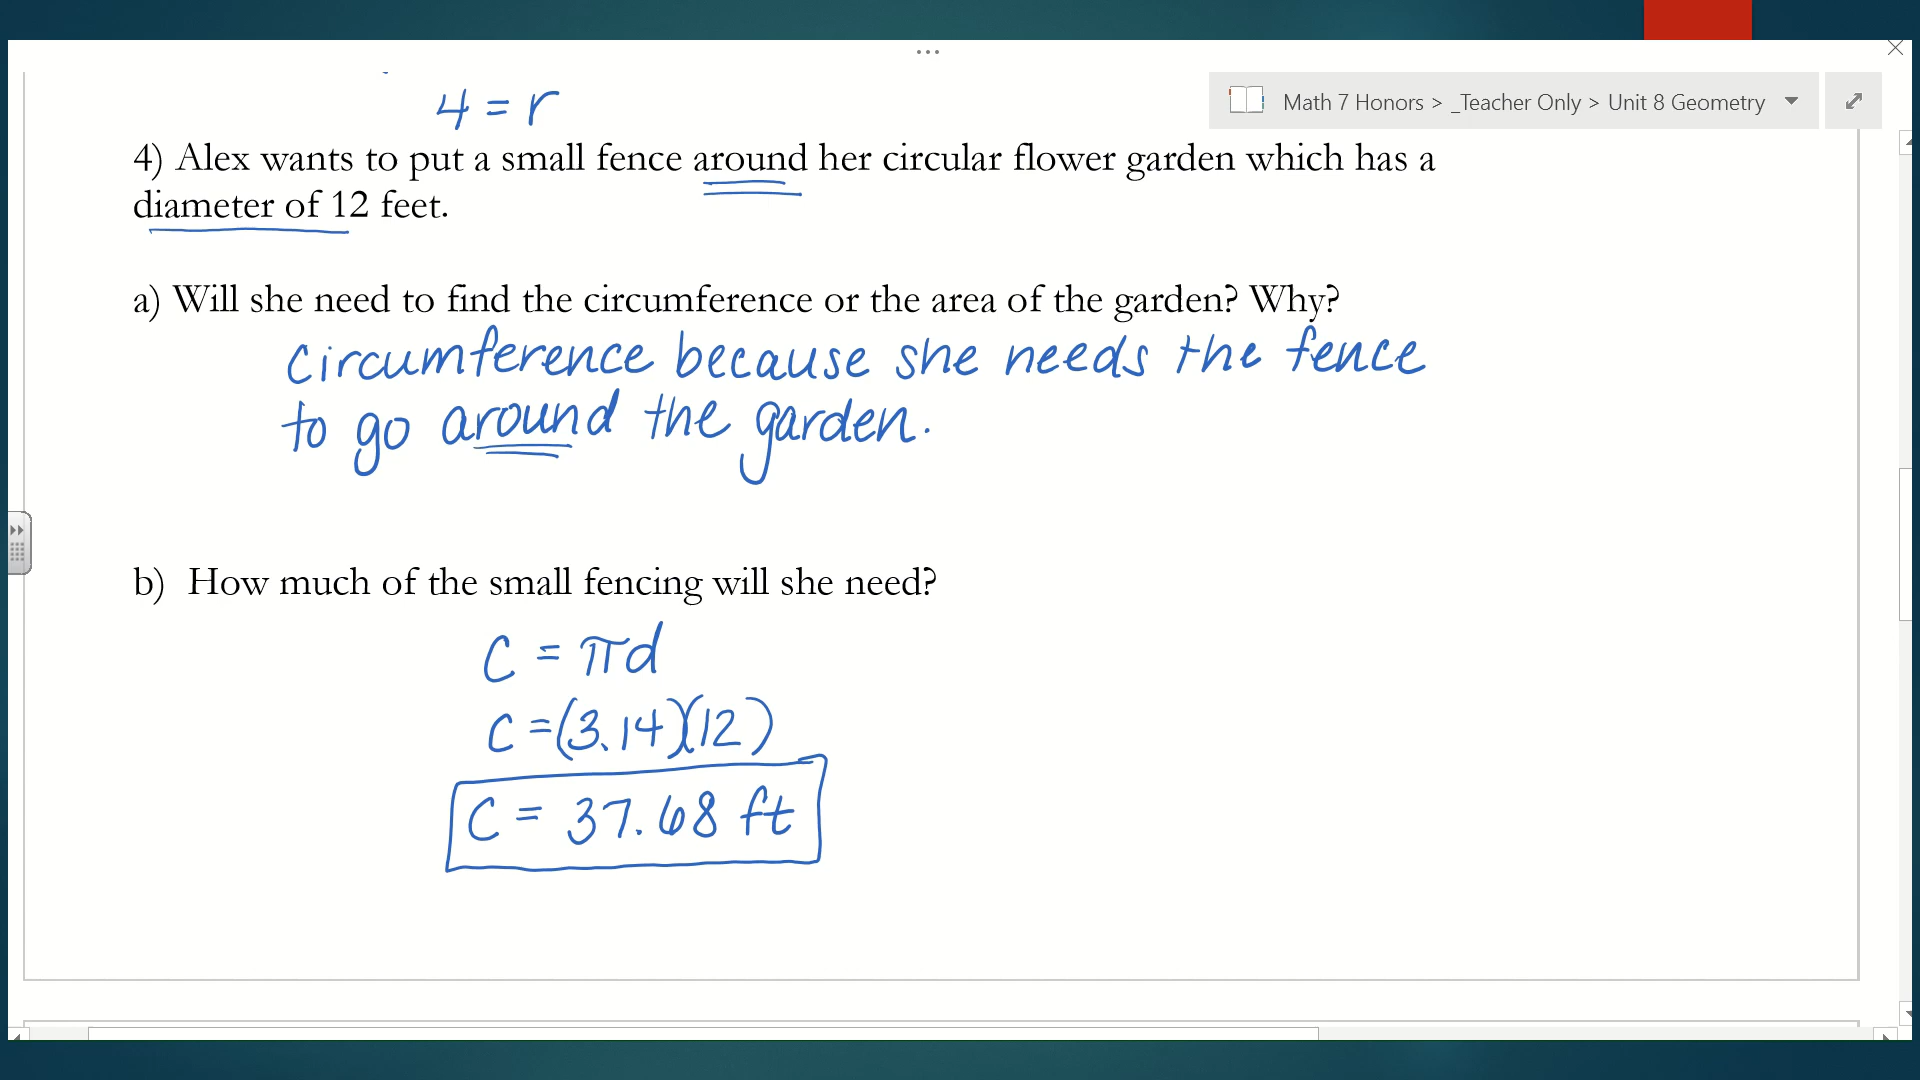 ...
Math 7 Honors > _Teacher Only > Unit 8 Geometry
4 = r
4) Alex wants to put a small fence around her circular flower garden which has a
diameter of 12 feet.
a) Will she need to find the circumference or the area of the garden? Why?
circumference because she needs the fence
to go around the garden.
b) How much of the small fencing will she need?
C = πd
C = (3.14)(12)
C = 37.68 ft